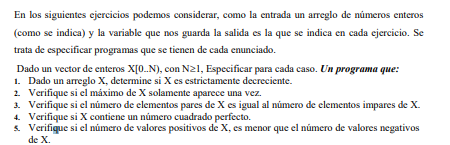 En los siguientes ejercicios podemos considerar, como la entrada un arreglo de números enteros
(como se indica) y la variable que nos guarda la salida es la que se indica en cada ejercicio. Se
trata de especificar programas que se tienen de cada enunciado.
Dado un vector de enteros X[0..N), con N≥1, Especificar para cada caso. Un programa que:
1. Dado un arreglo X, determine si X es estrictamente decreciente.
2. Verifique si el máximo de X solamente aparece una vez.
3. Verifique si el número de elementos pares de X es igual al número de elementos impares de X.
4. Verifique si X contiene un número cuadrado perfecto.
5. Verifique si el número de valores positivos de X, es menor que el número de valores negativos
de X.